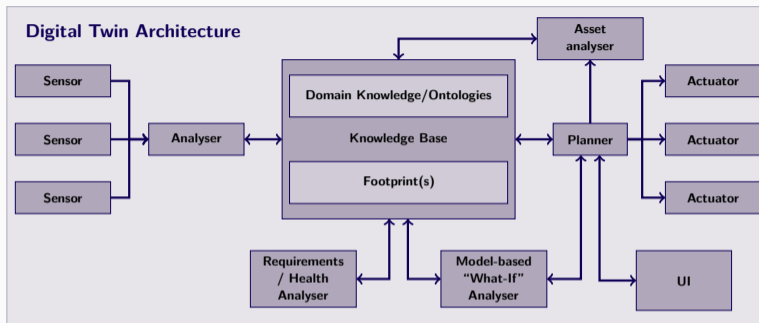 Digital Twin Architecture
Asset
analyser
Sensor
Domain Knowledge/Ontologies
Actuator
Sensor
Analyser
Knowledge Base
Planner
Actuator
Sensor
Footprint(s)
Actuator
Requirements
/ Health
Analyser
Model-based
“What-If”
Analyser
UI